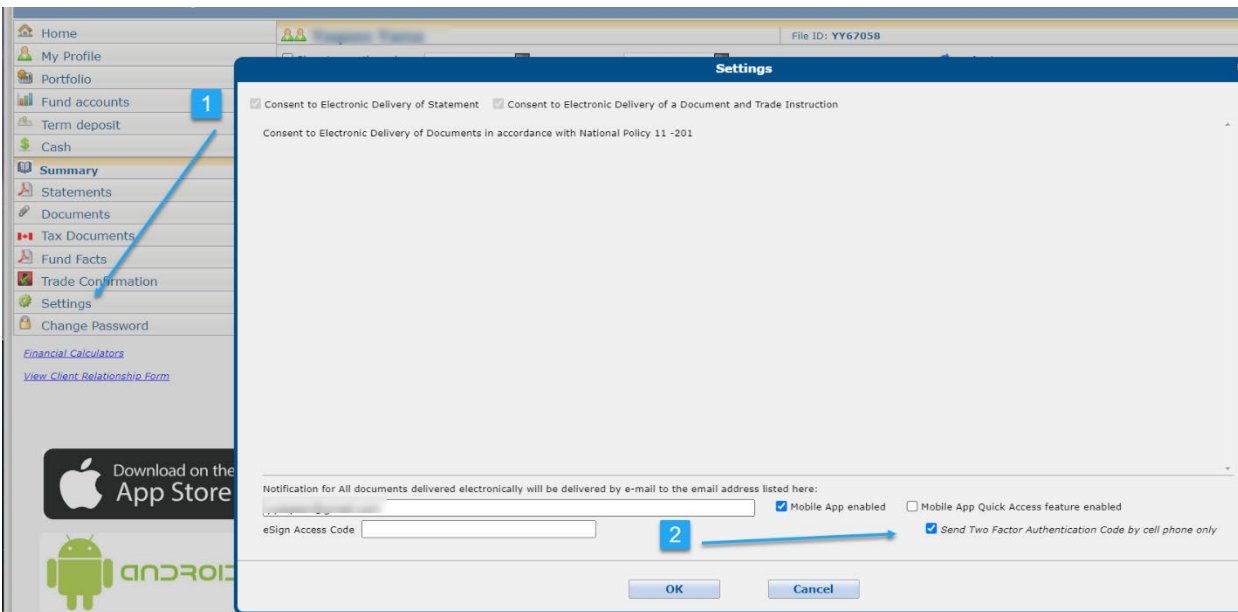 Home
My Profile
Portfolio
Fund accounts
Term deposit
Cash
Summary
Statements
Documents
Tax Documents
Fund Facts
Trade Confirmation
Settings
Change Password
Financial Calculators
View Client Relationship Form
Download on the
App Store
ANDROI
File ID: YY67058
1
Settings
Consent to Electronic Delivery of Statement
Consent to Electronic Delivery of a Document and Trade Instruction
Consent to Electronic Delivery of Documents in accordance with National Policy 11 -201
Notification for All documents delivered electronically will be delivered by e-mail to the email address listed here:
Mobile App enabled
Mobile App Quick Access feature enabled
eSign Access Code
2
Send Two Factor Authentication Code by cell phone only
OK
Cancel